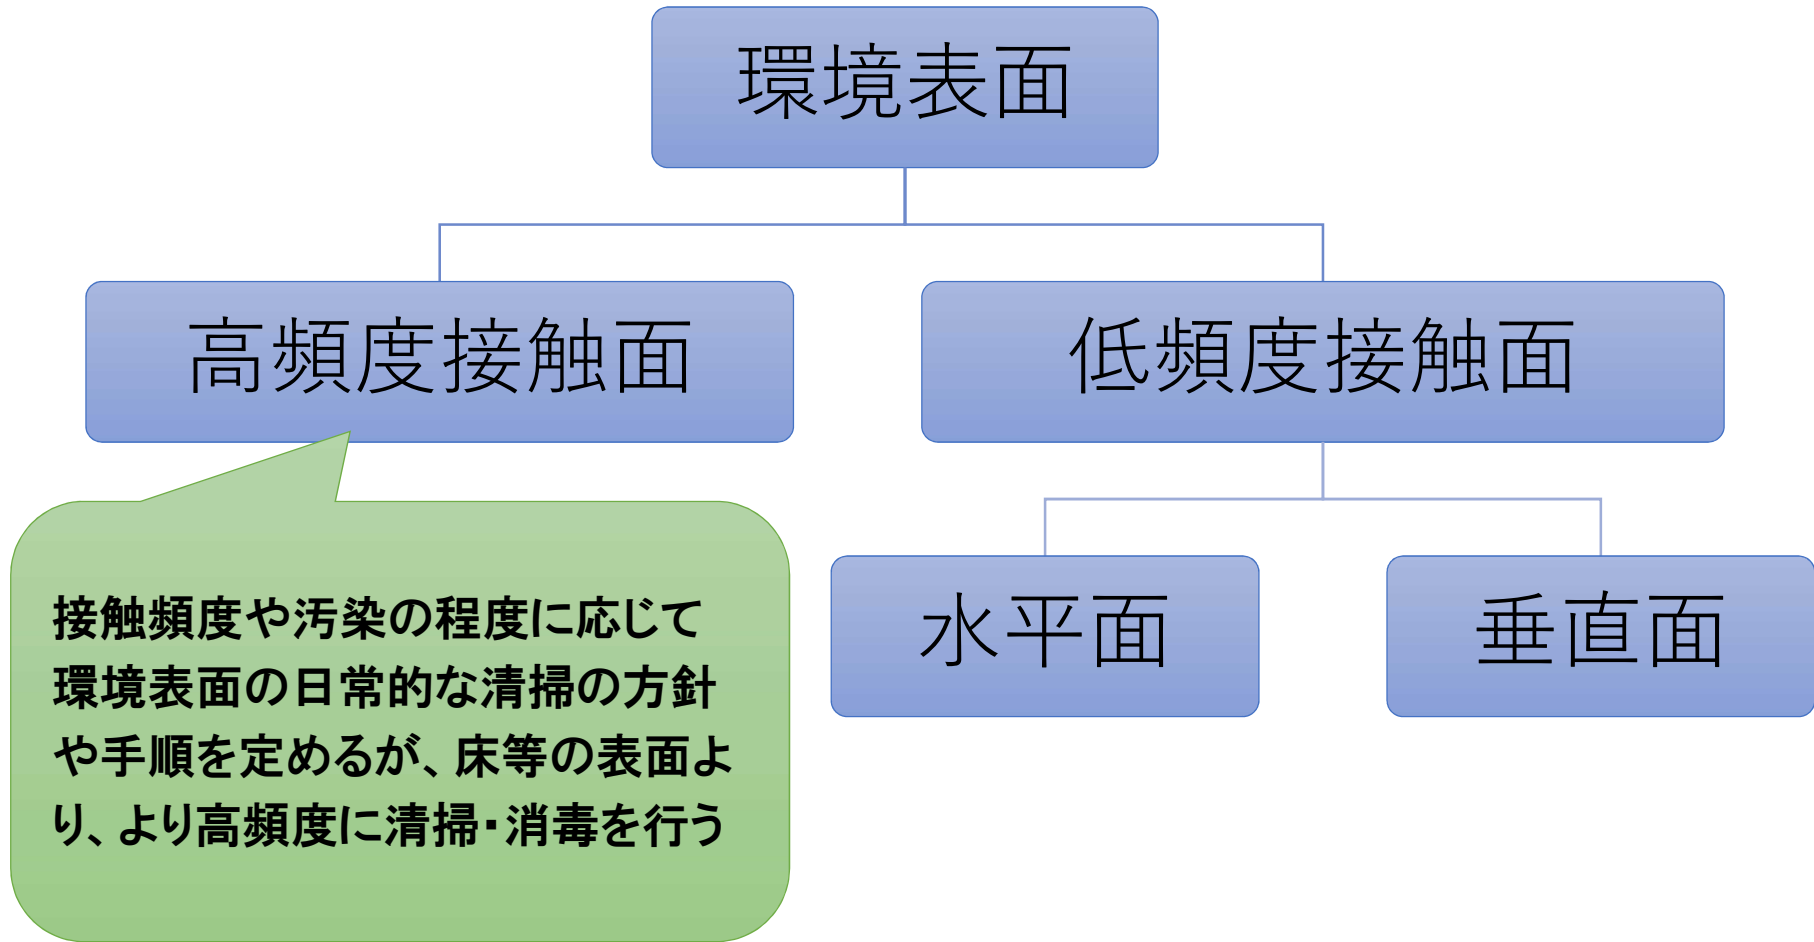 環境表面
高頻度接触面
低頻度接触面
接触頻度や汚染の程度に応じて
環境表面の日常的な清掃の方針
や手順を定めるが、床等の表面よ
り、より高頻度に清掃・消毒を行う
水平面
垂直面